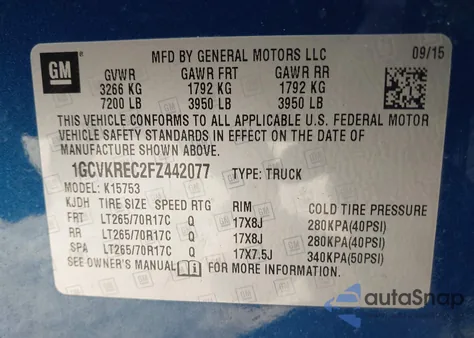 GM
MFD BY GENERAL MOTORS LLC 09/15
GVWR GAWR FRT GAWR RR
3266 KG 1792 KG 1792 KG
7200 LB 3950 LB 3950 LB
THIS VEHICLE CONFORMS TO ALL APPLICABLE U.S. FEDERAL MOTOR
VEHICLE SAFETY STANDARDS IN EFFECT ON THE DATE OF
MANUFACTURE SHOWN ABOVE.
1GCVKREC2FZ442077 TYPE: TRUCK
MODEL: K15753
KJDH TIRE SIZE SPEED RTG RIM COLD TIRE PRESSURE
FRT LT265/70R17C Q 17X8J 280KPA(40PSI)
RR LT265/70R17C Q 17X8J 280KPA(40PSI)
SPA LT265/70R17C Q 17X7.5J 340KPA(50PSI)
SEE OWNER'S MANUAL FOR MORE INFORMATION
autoSnap